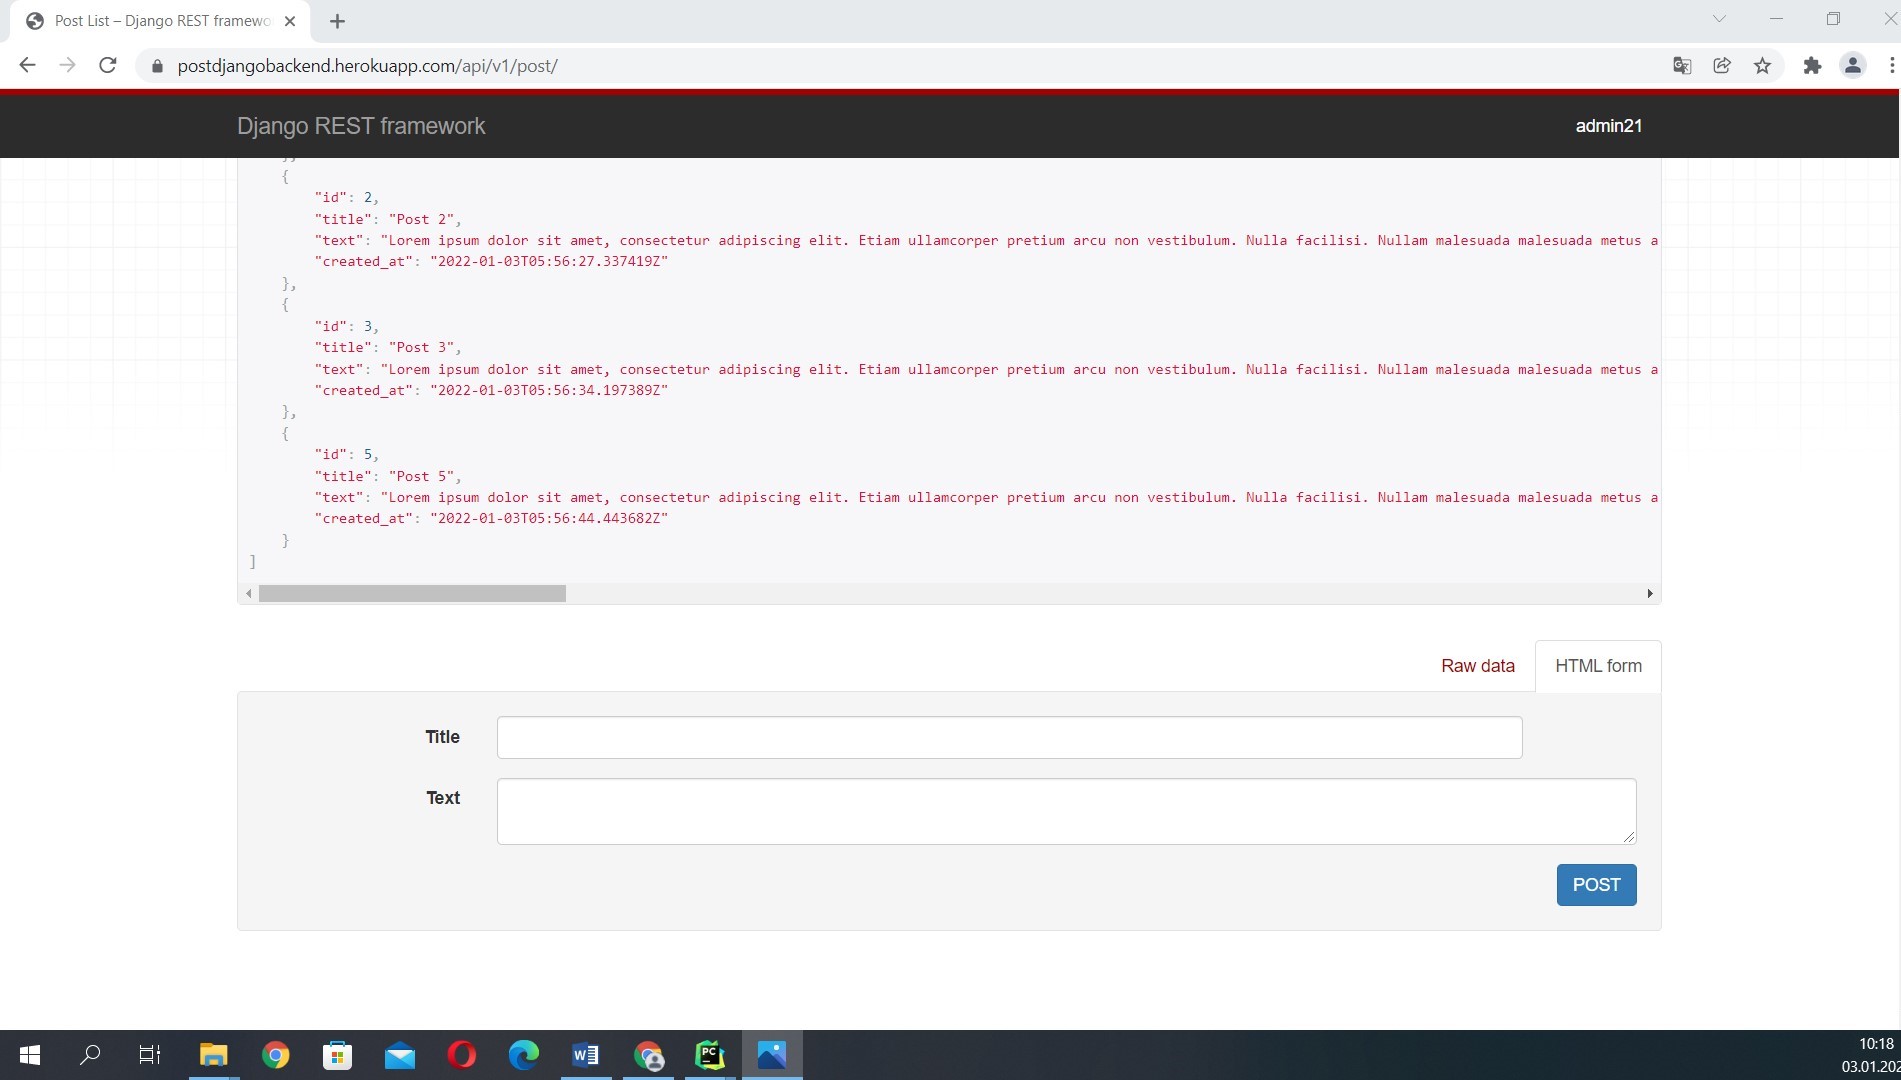 Post List – Django REST framewo
postdjangobackend.herokuapp.com/api/v1/post/
Django REST framework
admin21
},
{
"id": 2,
"title": "Post 2",
"text": "Lorem ipsum dolor sit amet, consectetur adipiscing elit. Etiam ullamcorper pretium arcu non vestibulum. Nulla facilisi. Nullam malesuada malesuada metus a
"created_at": "2022-01-03T05:56:27.337419Z"
},
{
"id": 3,
"title": "Post 3",
"text": "Lorem ipsum dolor sit amet, consectetur adipiscing elit. Etiam ullamcorper pretium arcu non vestibulum. Nulla facilisi. Nullam malesuada malesuada metus a
"created_at": "2022-01-03T05:56:34.197389Z"
},
{
"id": 5,
"title": "Post 5",
"text": "Lorem ipsum dolor sit amet, consectetur adipiscing elit. Etiam ullamcorper pretium arcu non vestibulum. Nulla facilisi. Nullam malesuada malesuada metus a
"created_at": "2022-01-03T05:56:44.443682Z"
}
]
Raw data
HTML form
Title
Text
POST
10:18
03.01.202